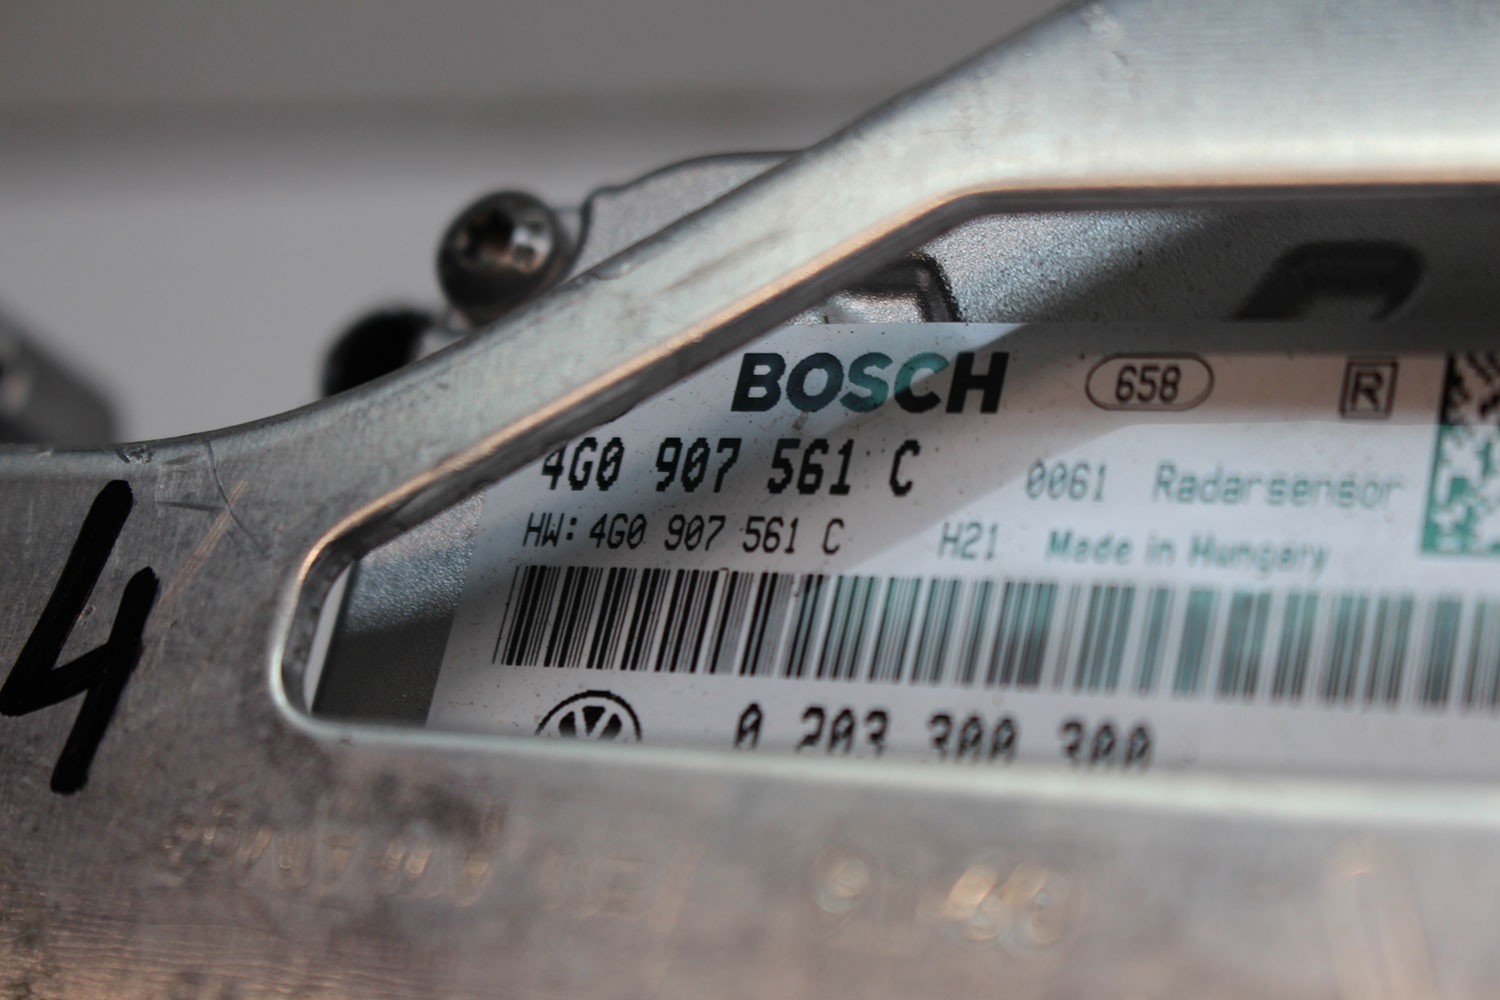 BOSCH 658 R
4G0 907 561 C 0061 Radarsensor
HW: 4G0 907 561 C H21 Made in Hungary
0 203 300 300
4